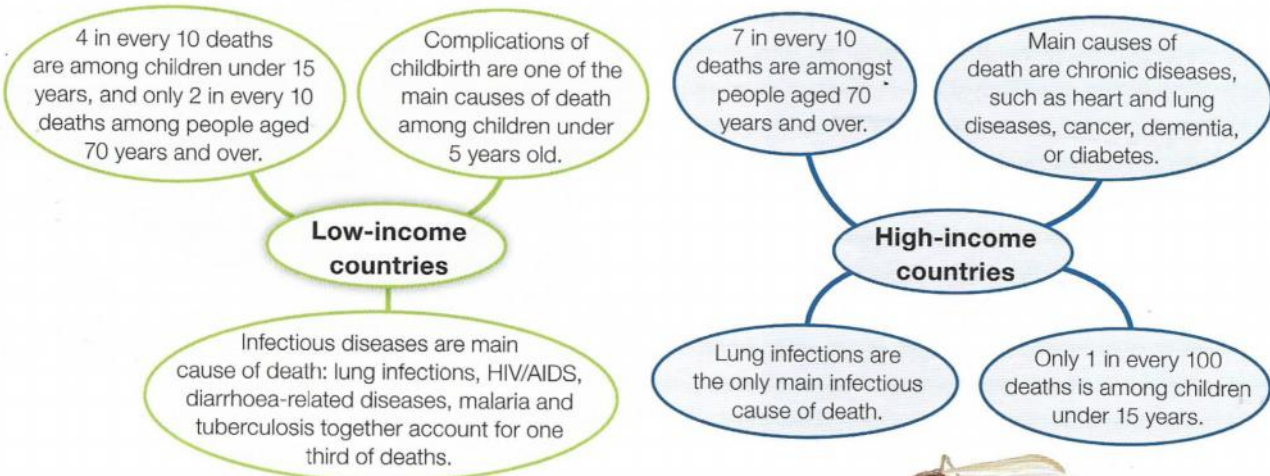 4 in every 10 deaths
are among children under 15
years, and only 2 in every 10
deaths among people aged
70 years and over.
Complications of
childbirth are one of the
main causes of death
among children under
5 years old.
Low-income
countries
Infectious diseases are main
cause of death: lung infections, HIV/AIDS,
diarrhoea-related diseases, malaria and
tuberculosis together account for one
third of deaths.
7 in every 10
deaths are amongst
people aged 70
years and over.
Main causes of
death are chronic diseases,
such as heart and lung
diseases, cancer, dementia,
or diabetes.
High-income
countries
Lung infections are
the only main infectious
cause of death.
Only 1 in every 100
deaths is among children
under 15 years.